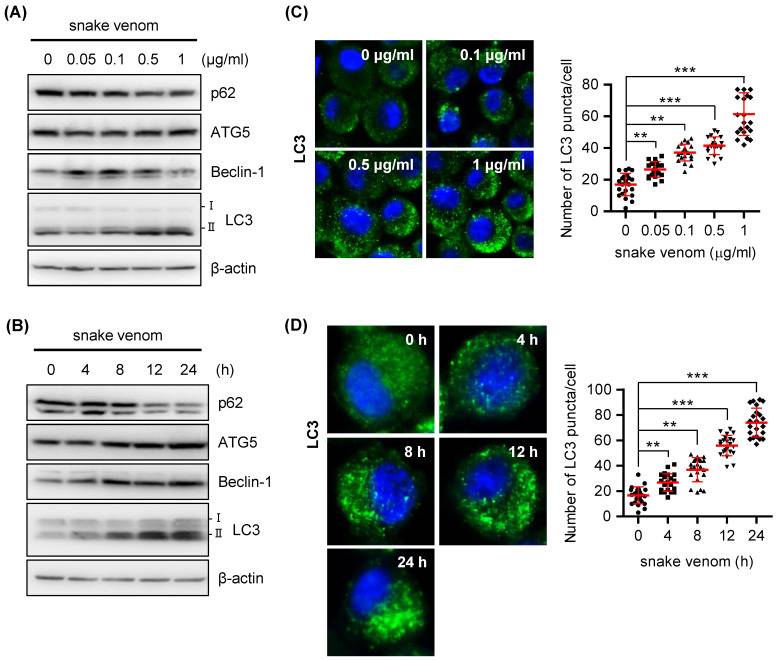 (A)
snake venom
0 0.05 0.1 0.5 1 (μg/ml)
p62
ATG5
Beclin-1
I
II
LC3
β-actin
(B)
snake venom
0 4 8 12 24 (h)
p62
ATG5
Beclin-1
I
II
LC3
β-actin
(C)
LC3
0 μg/ml
0.1 μg/ml
0.5 μg/ml
1 μg/ml
Number of LC3 puncta/cell
80
60
40
20
0
***
***
**
**
0 0.05 0.1 0.5 1
snake venom (μg/ml)
(D)
LC3
0 h
4 h
8 h
12 h
24 h
Number of LC3 puncta/cell
100
80
60
40
20
0
***
***
**
**
0 4 8 12 24
snake venom (h)